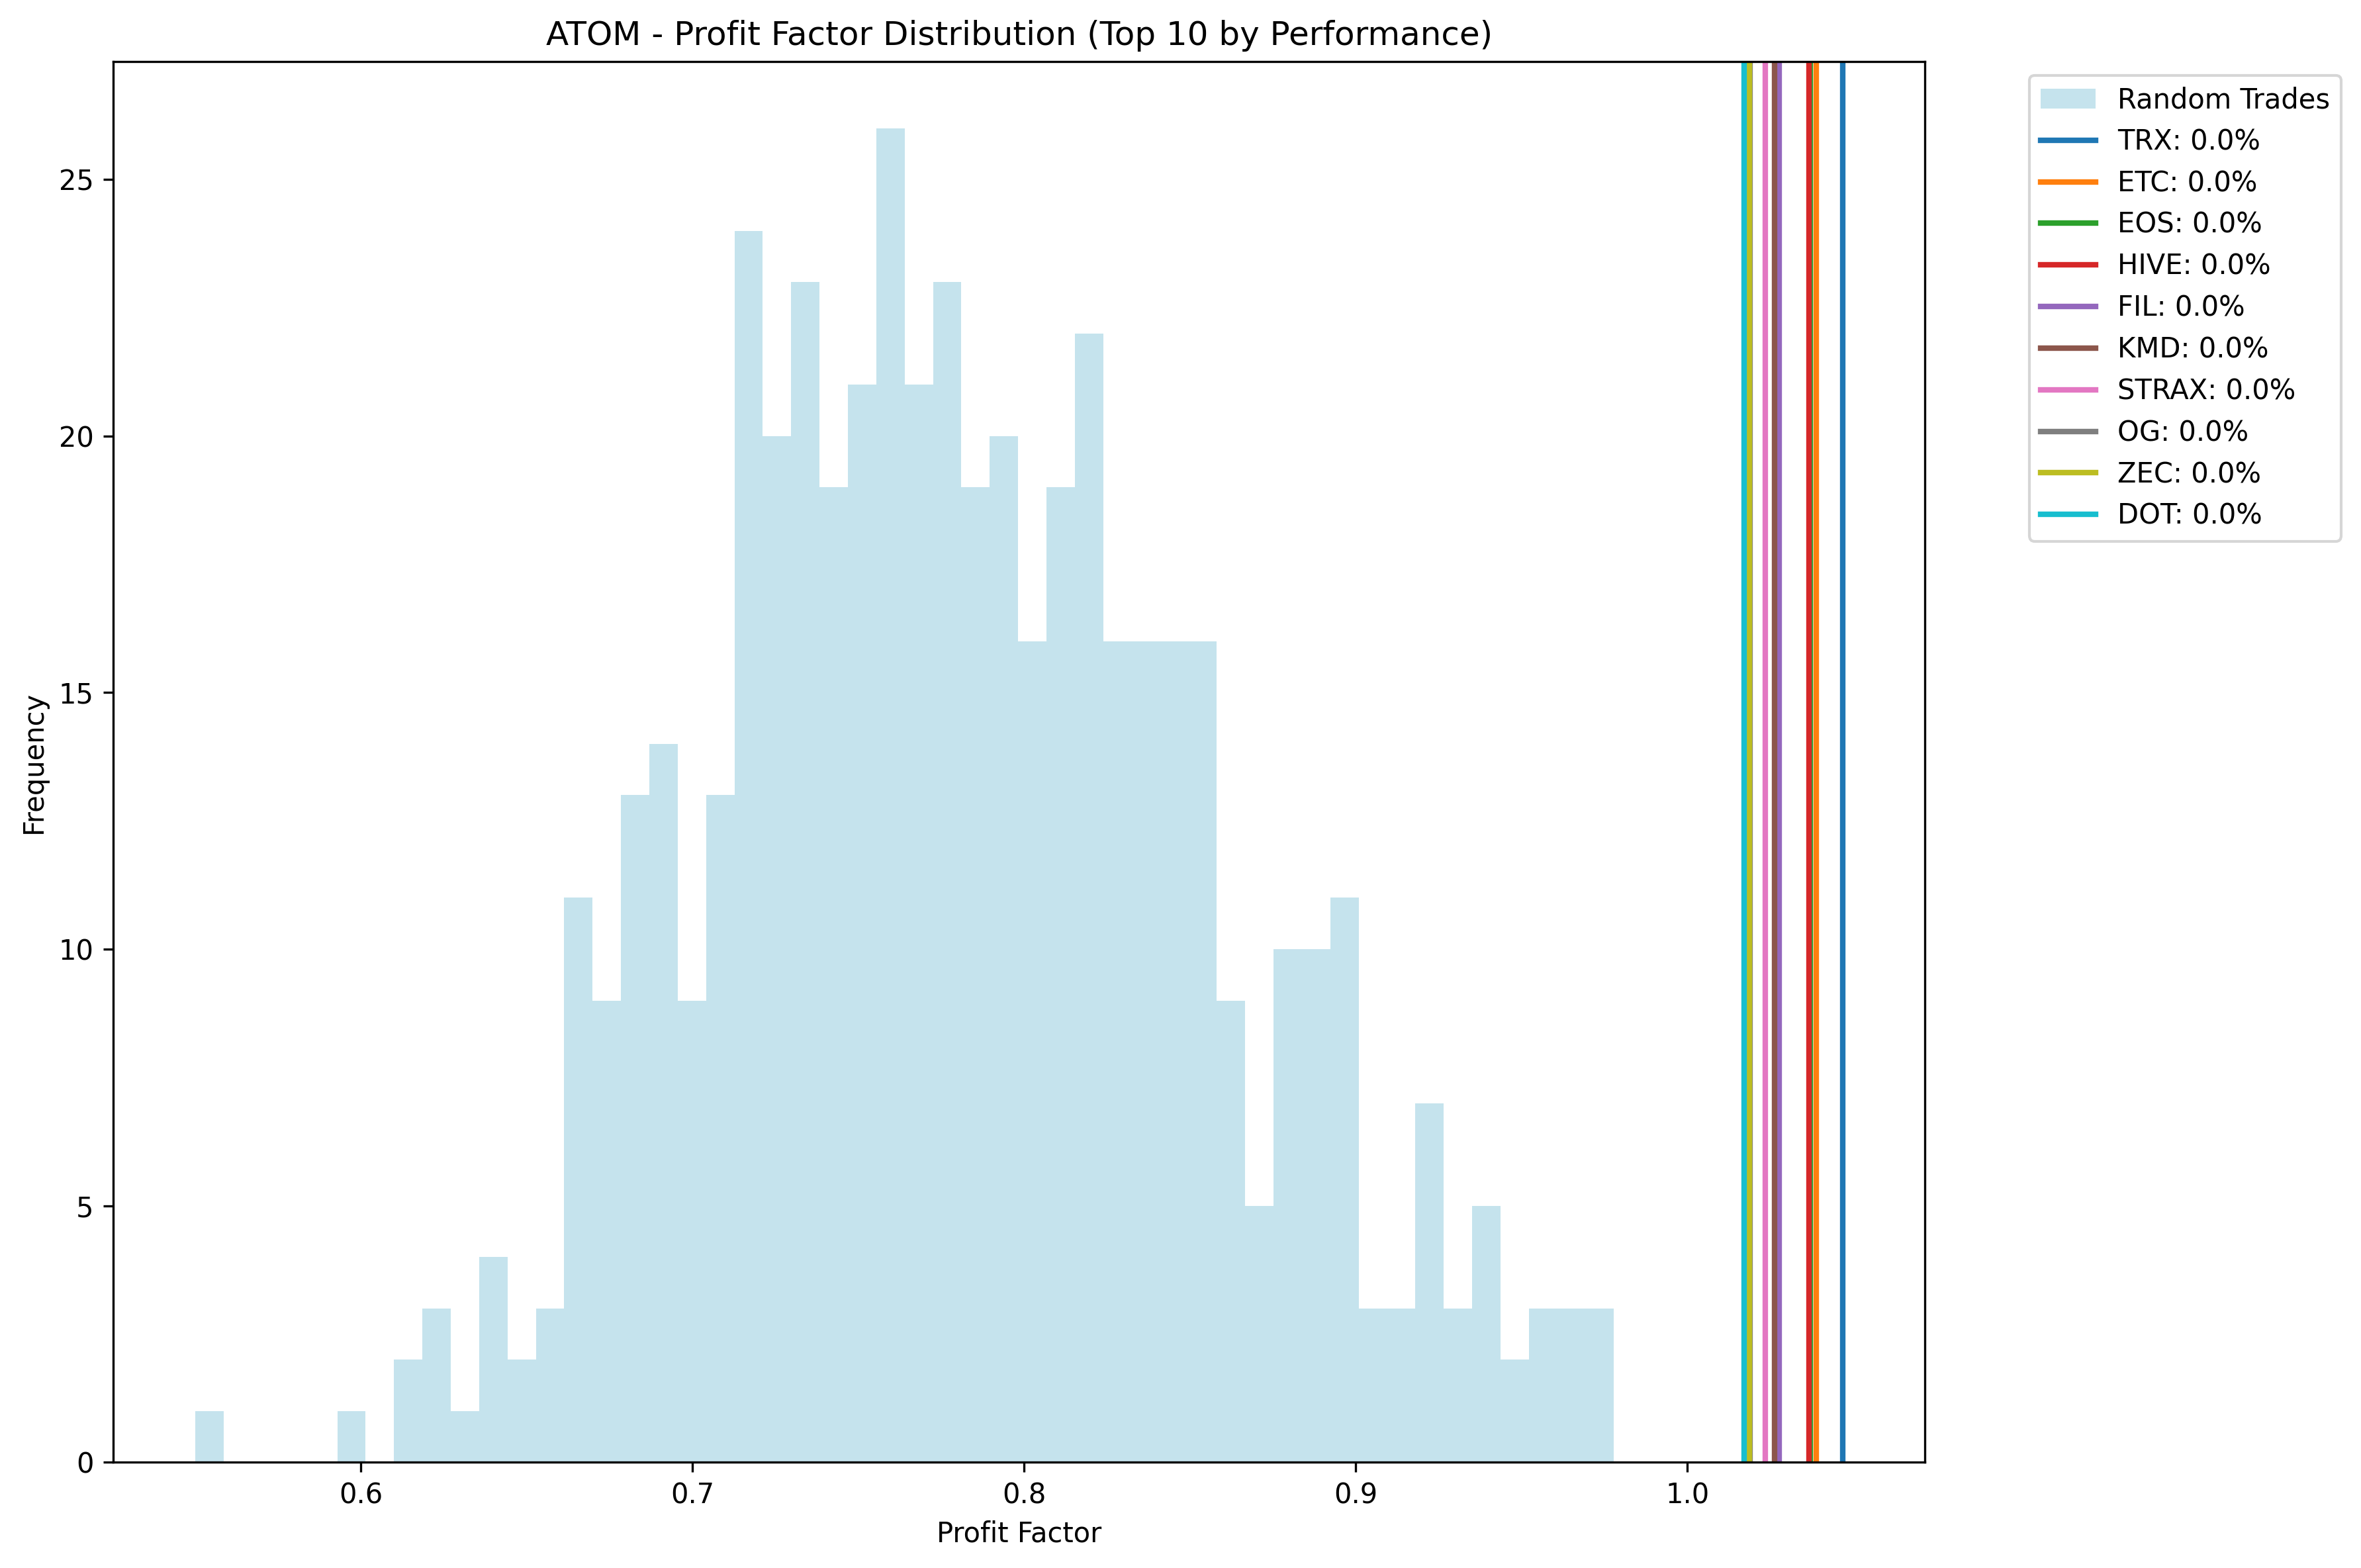 ATOM - Profit Factor Distribution (Top 10 by Performance)
Random Trades
TRX: 0.0%
ETC: 0.0%
EOS: 0.0%
HIVE: 0.0%
FIL: 0.0%
KMD: 0.0%
STRAX: 0.0%
OG: 0.0%
ZEC: 0.0%
DOT: 0.0%
Frequency
25
20
15
10
5
0
0.6 0.7 0.8 0.9 1.0
Profit Factor